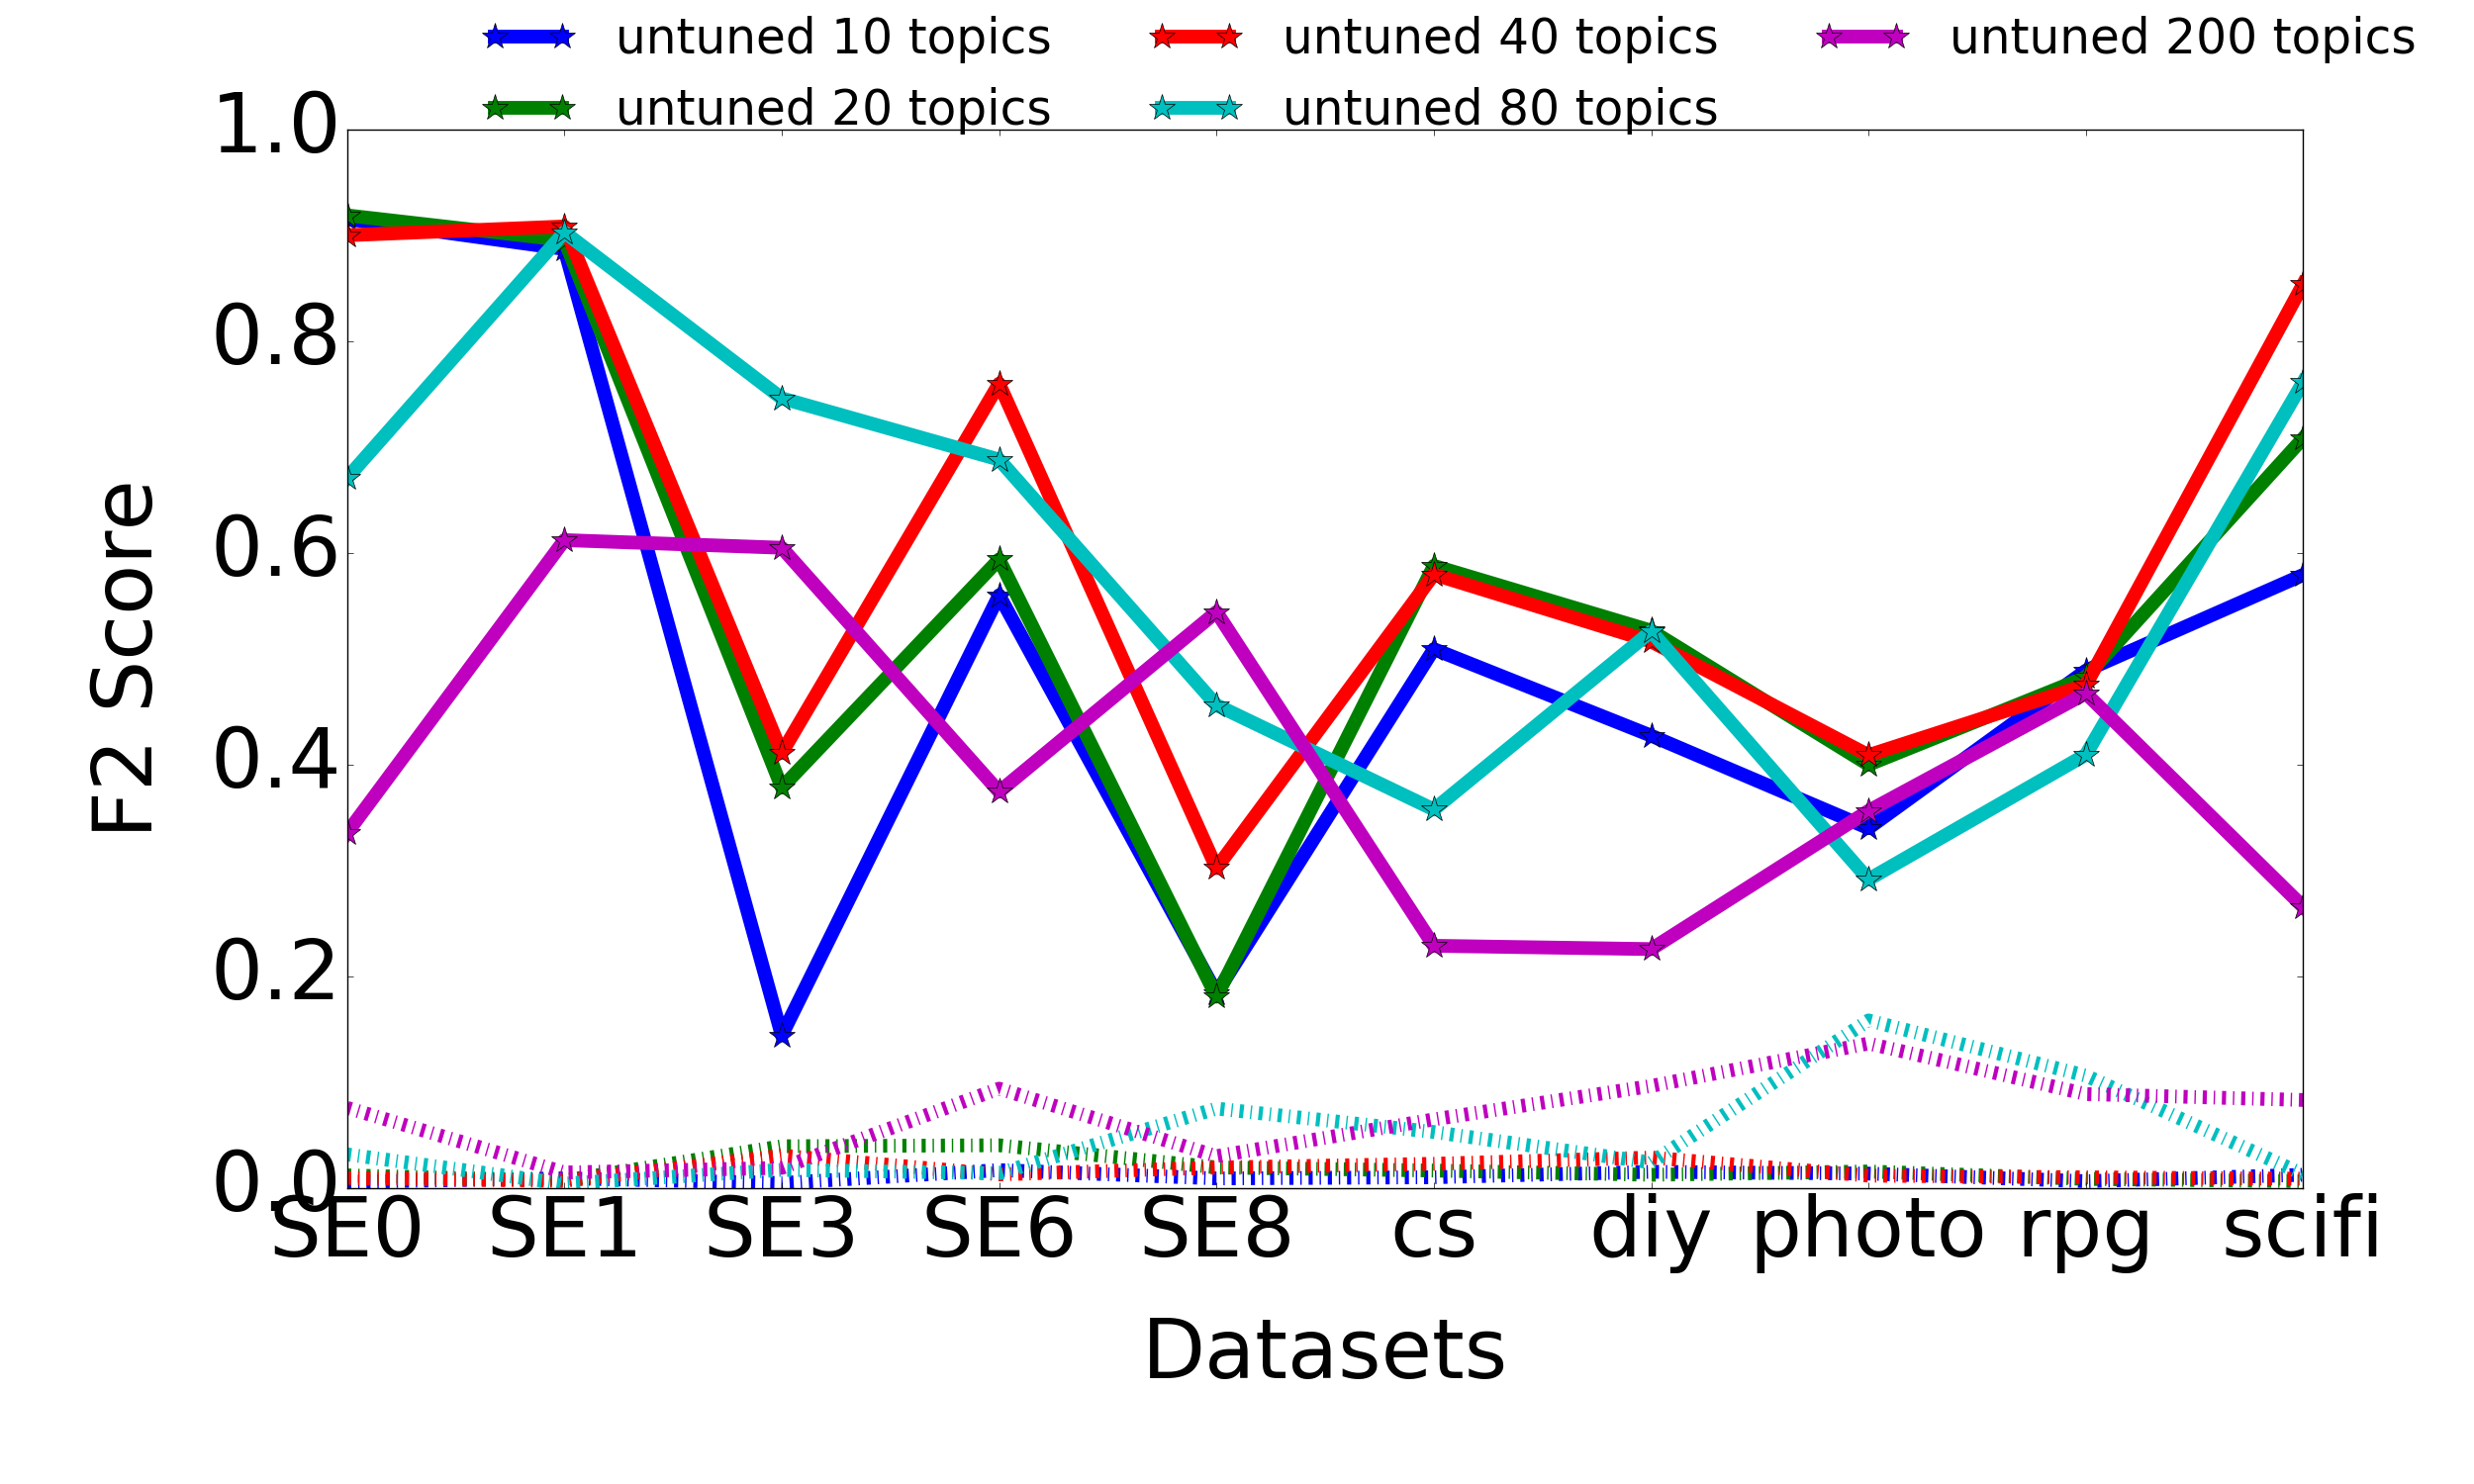 untuned 10 topics
untuned 40 topics
untuned 200 topics
untuned 20 topics
untuned 80 topics
1.0
0.8
0.6
0.4
0.2
0.0
F2 Score
SE0 SE1 SE3 SE6 SE8 cs diy photo rpg scifi
Datasets